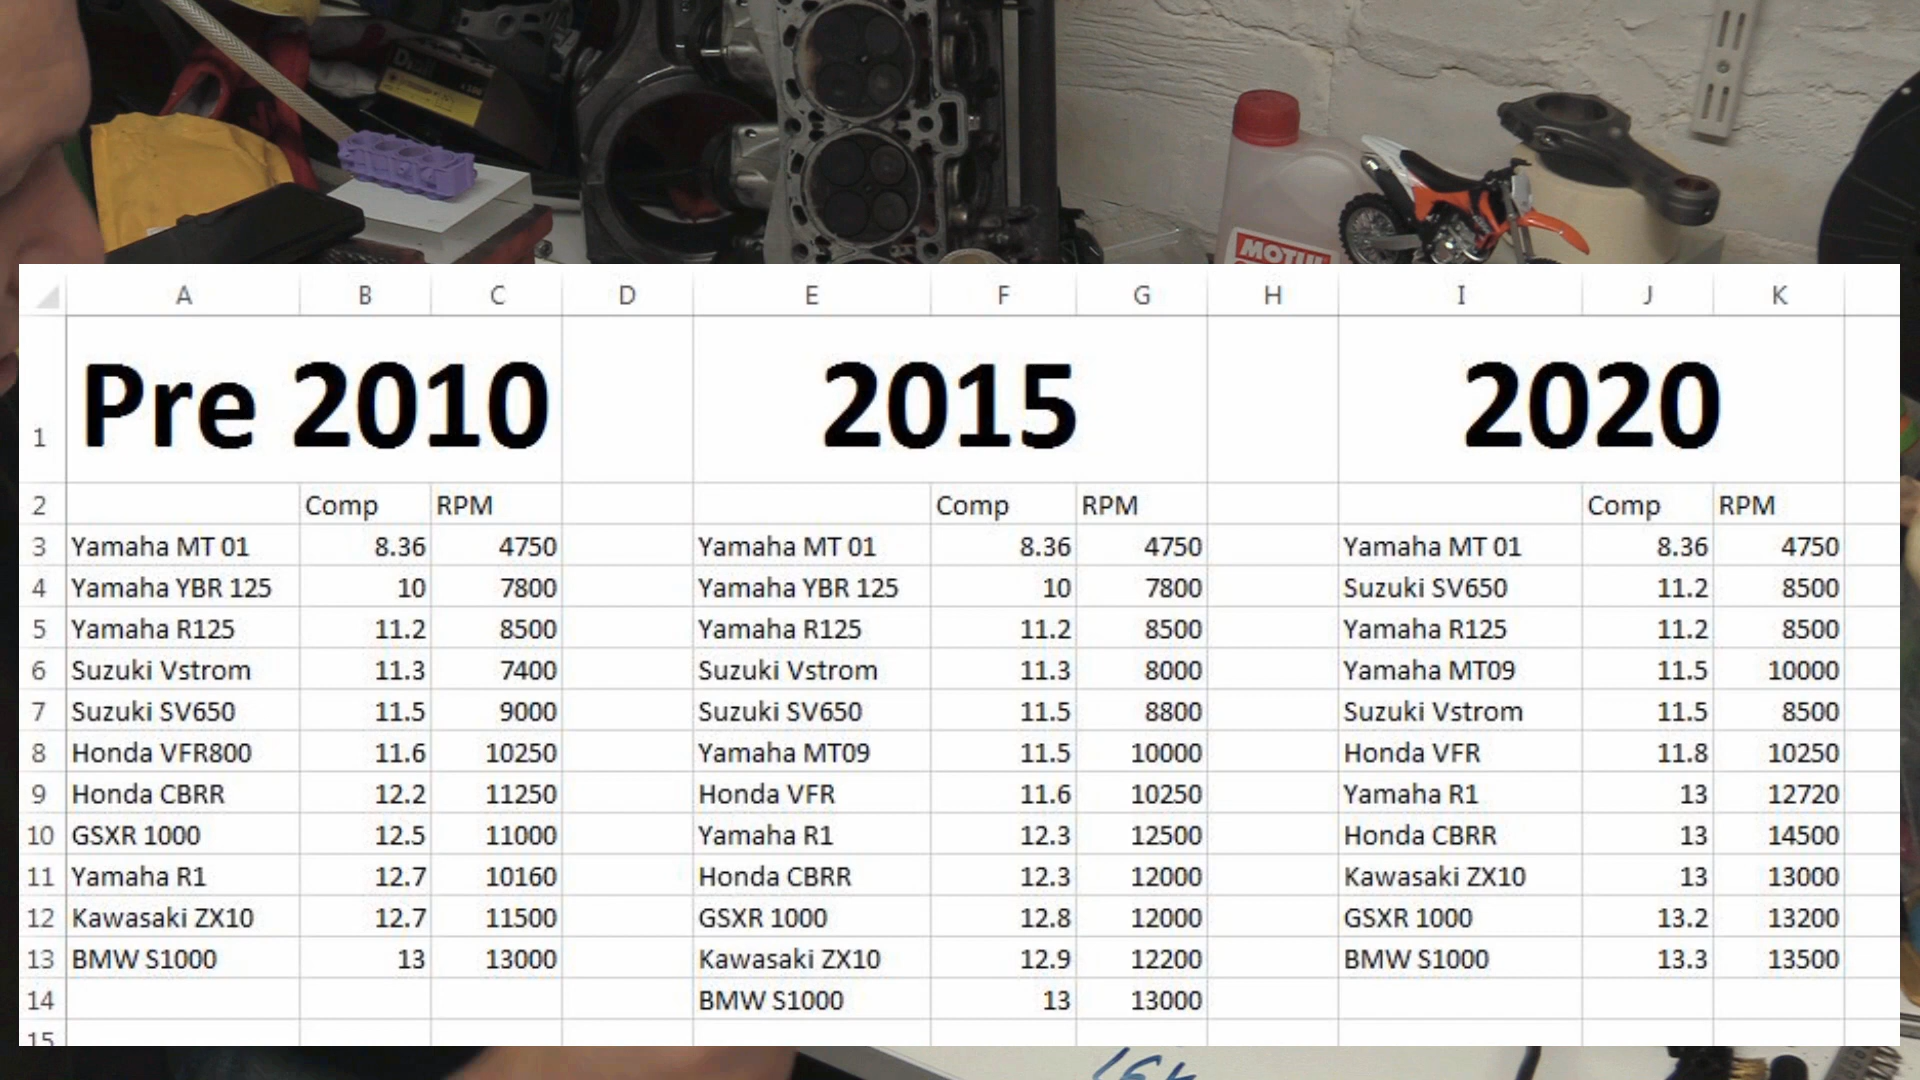 MOTUL
A B C D E F G H I J K
1 Pre 2010 2015 2020
2 Comp RPM Comp RPM Comp RPM
3 Yamaha MT 01 8.36 4750 Yamaha MT 01 8.36 4750 Yamaha MT 01 8.36 4750
4 Yamaha YBR 125 10 7800 Yamaha YBR 125 10 7800 Suzuki SV650 11.2 8500
5 Yamaha R125 11.2 8500 Yamaha R125 11.2 8500 Yamaha R125 11.2 8500
6 Suzuki Vstrom 11.3 7400 Suzuki Vstrom 11.3 8000 Yamaha MT09 11.5 10000
7 Suzuki SV650 11.5 9000 Suzuki SV650 11.5 8800 Suzuki Vstrom 11.5 8500
8 Honda VFR800 11.6 10250 Yamaha MT09 11.5 10000 Honda VFR 11.8 10250
9 Honda CBRR 12.2 11250 Honda VFR 11.6 10250 Yamaha R1 13 12720
10 GSXR 1000 12.5 11000 Yamaha R1 12.3 12500 Honda CBRR 13 14500
11 Yamaha R1 12.7 10160 Honda CBRR 12.3 12000 Kawasaki ZX10 13 13000
12 Kawasaki ZX10 12.7 11500 GSXR 1000 12.8 12000 GSXR 1000 13.2 13200
13 BMW S1000 13 13000 Kawasaki ZX10 12.9 12200 BMW S1000 13.3 13500
14 BMW S1000 13 13000
15